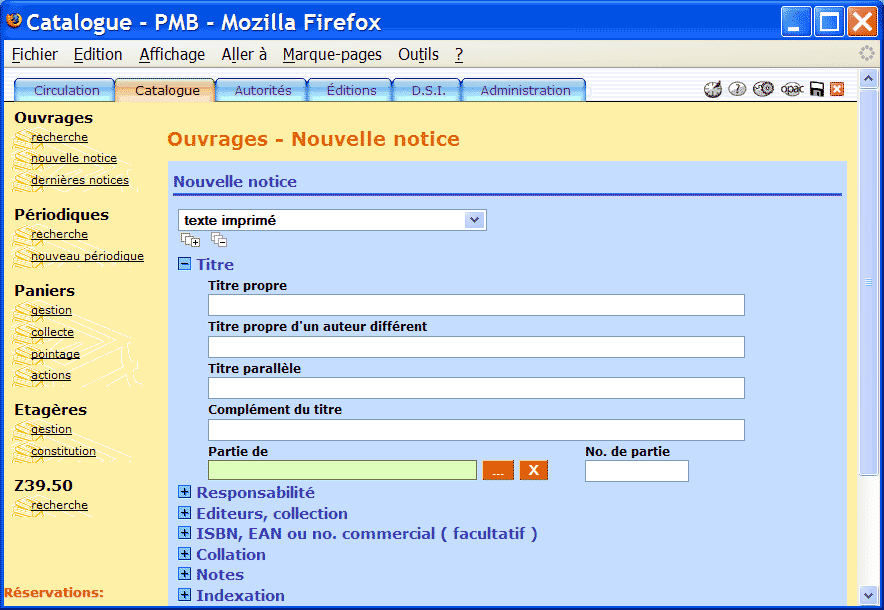 Catalogue - PMB - Mozilla Firefox
Fichier Edition Affichage Aller à Marque-pages Outils ?
Circulation Catalogue Autorités Éditions D.S.I. Administration opac
Ouvrages
recherche
nouvelle notice
dernières notices
Périodiques
recherche
nouveau périodique
Paniers
gestion
collecte
pointage
actions
Etagères
gestion
constitution
Z39.50
recherche
Réservations:
Ouvrages - Nouvelle notice
Nouvelle notice
texte imprimé
Titre
Titre propre
Titre propre d'un auteur différent
Titre parallèle
Complément du titre
Partie de No. de partie
... X
Responsabilité
Editeurs, collection
ISBN, EAN ou no. commercial ( facultatif )
Collation
Notes
Indexation